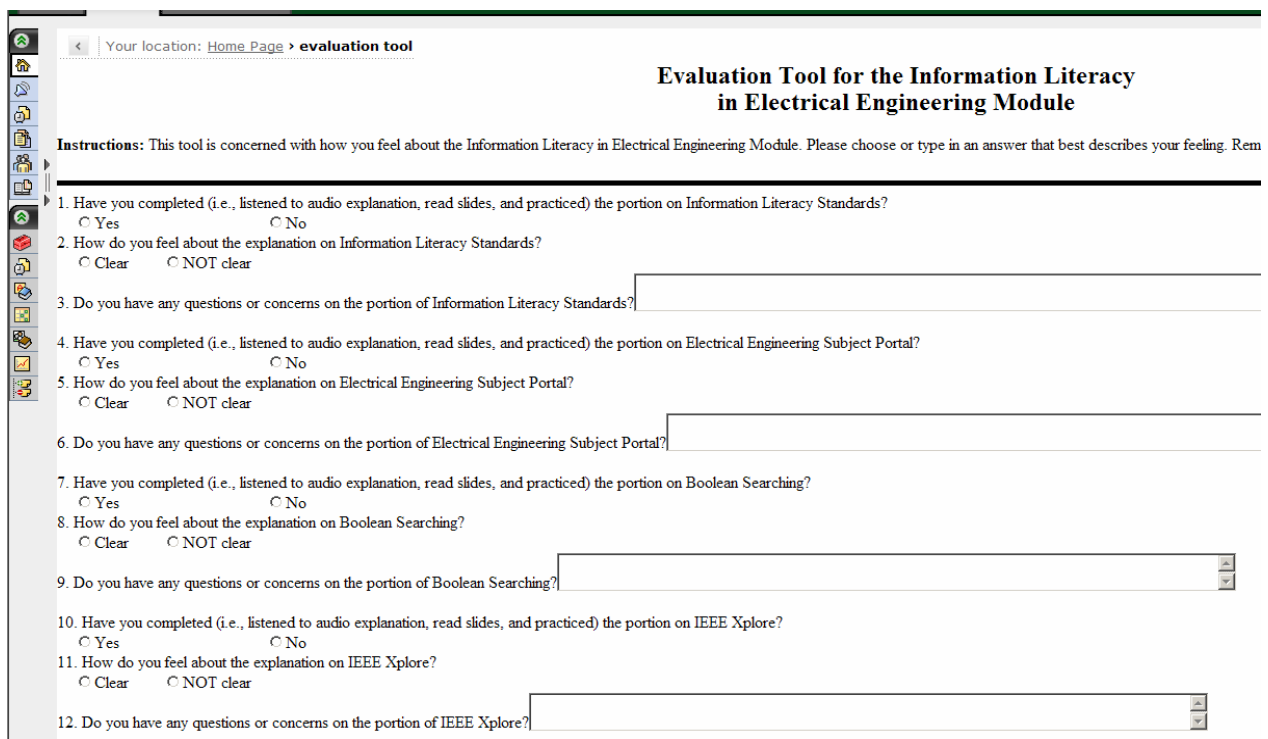 Your location: Home Page › evaluation tool
Evaluation Tool for the Information Literacy
in Electrical Engineering Module
Instructions: This tool is concerned with how you feel about the Information Literacy in Electrical Engineering Module. Please choose or type in an answer that best describes your feeling. Rem
1. Have you completed (i.e., listened to audio explanation, read slides, and practiced) the portion on Information Literacy Standards?
Yes No
2. How do you feel about the explanation on Information Literacy Standards?
Clear NOT clear
3. Do you have any questions or concerns on the portion of Information Literacy Standards?
4. Have you completed (i.e., listened to audio explanation, read slides, and practiced) the portion on Electrical Engineering Subject Portal?
Yes No
5. How do you feel about the explanation on Electrical Engineering Subject Portal?
Clear NOT clear
6. Do you have any questions or concerns on the portion of Electrical Engineering Subject Portal?
7. Have you completed (i.e., listened to audio explanation, read slides, and practiced) the portion on Boolean Searching?
Yes No
8. How do you feel about the explanation on Boolean Searching?
Clear NOT clear
9. Do you have any questions or concerns on the portion of Boolean Searching?
10. Have you completed (i.e., listened to audio explanation, read slides, and practiced) the portion on IEEE Xplore?
Yes No
11. How do you feel about the explanation on IEEE Xplore?
Clear NOT clear
12. Do you have any questions or concerns on the portion of IEEE Xplore?